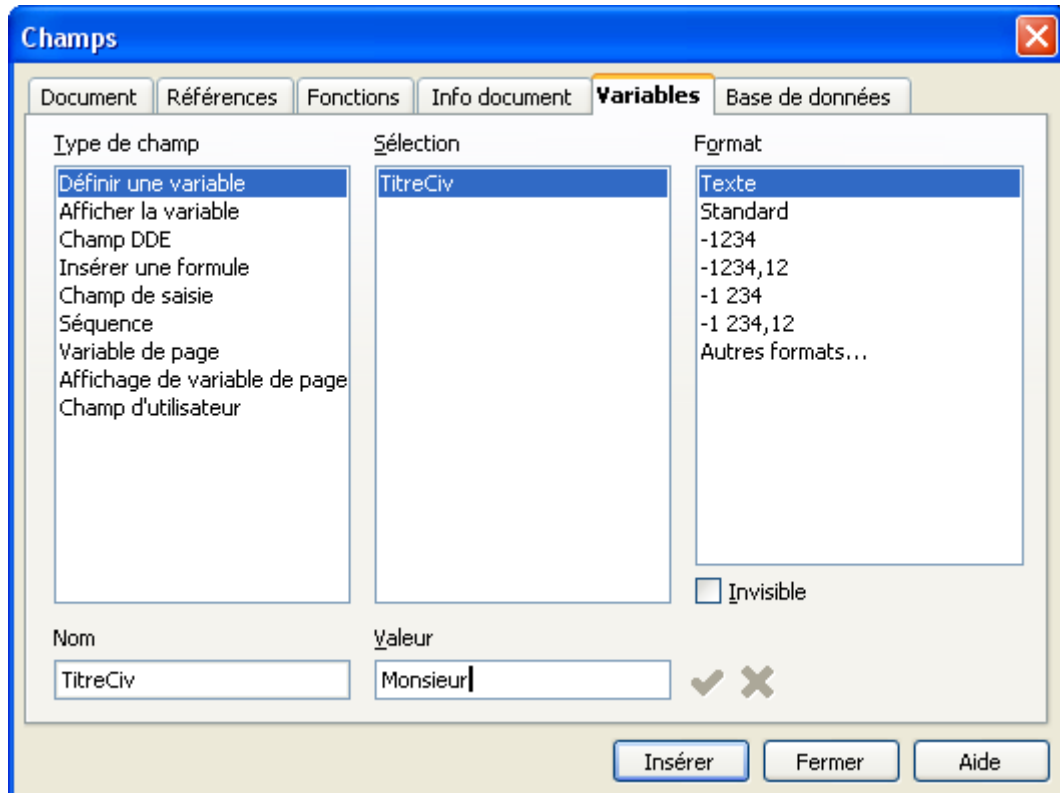 Champs
Document Références Fonctions Info document Variables Base de données
Type de champ
Définir une variable
Afficher la variable
Champ DDE
Insérer une formule
Champ de saisie
Séquence
Variable de page
Affichage de variable de page
Champ d'utilisateur
Sélection
TitreCiv
Format
Texte
Standard
-1234
-1234,12
-1 234
-1 234,12
Autres formats...
Invisible
Nom
TitreCiv
Valeur
Monsieur
Insérer Fermer Aide